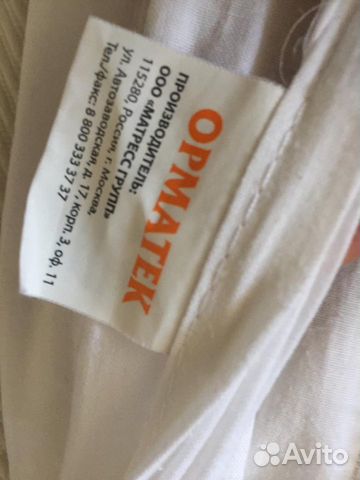 ОРМАТЕК
ПРОИЗВОДИТЕЛЬ:
ООО «МАТРЕСС ГРУПП»
115280, Россия, г. Москва,
ул. Автозаводская, д. 17, корп. 3, оф. 11
Тел./факс: 8 800 333 37 37
Avito